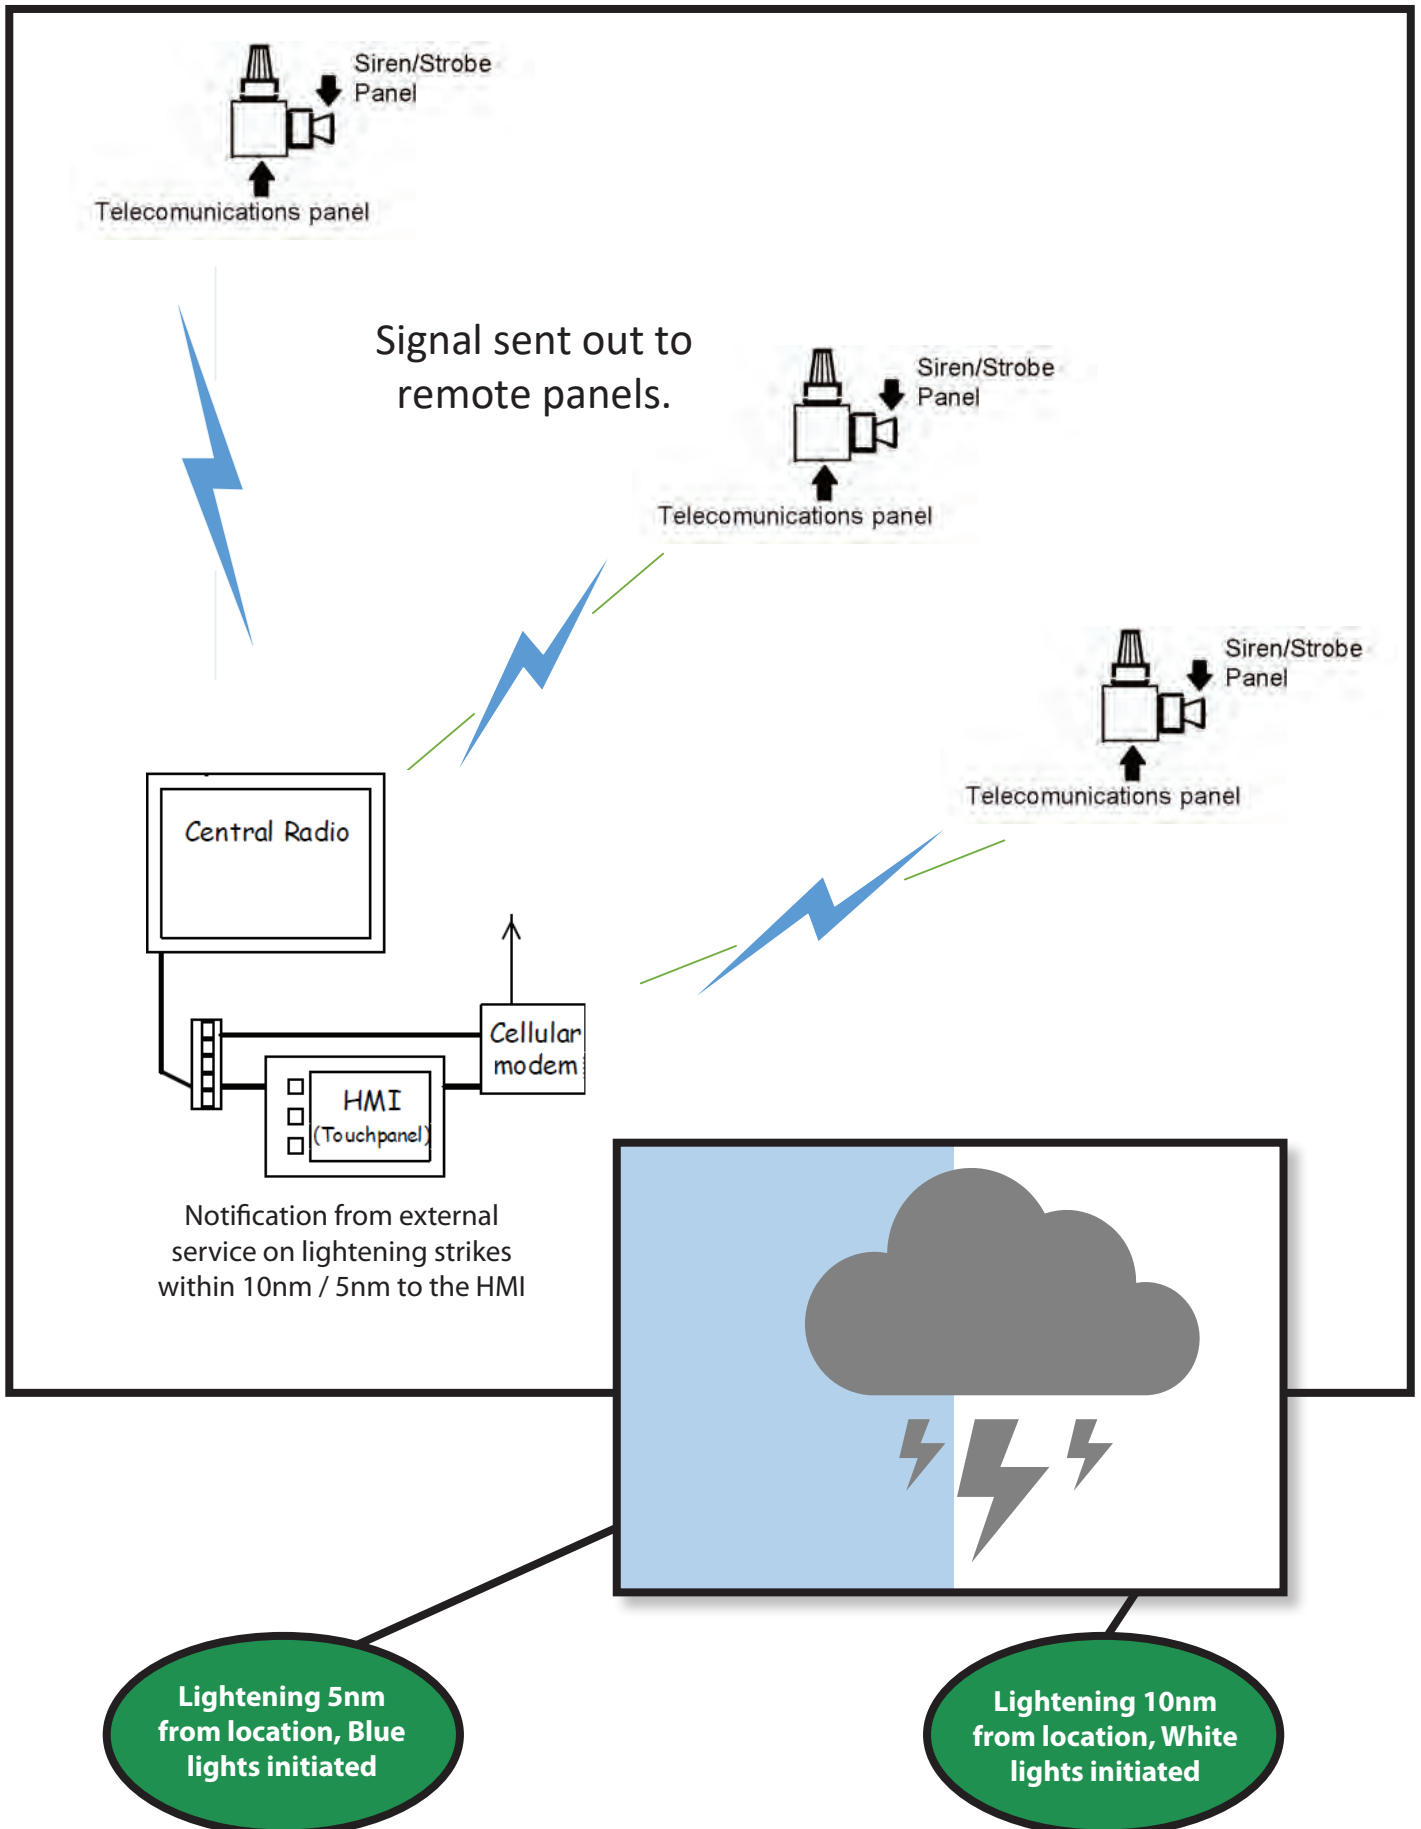 Siren/Strobe
Panel
Telecomunications panel
Signal sent out to
remote panels.
Siren/Strobe
Panel
Telecomunications panel
Siren/Strobe
Panel
Telecomunications panel
Central Radio
Cellular
modem
HMI
(Touchpanel)
Notification from external
service on lightening strikes
within 10nm / 5nm to the HMI
Lightening 5nm
from location, Blue
lights initiated
Lightening 10nm
from location, White
lights initiated